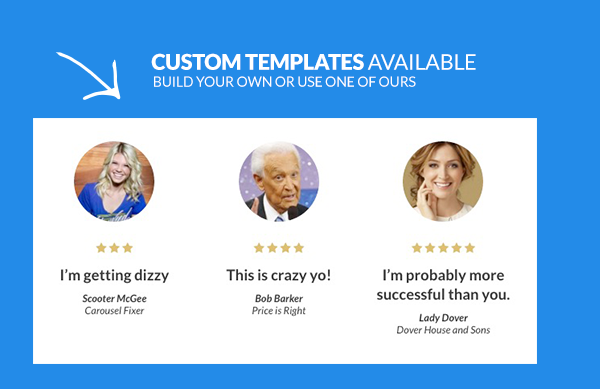 CUSTOM TEMPLATES AVAILABLE
BUILD YOUR OWN OR USE ONE OF OURS
I'm getting dizzy
Scooter McGee
Carousel Fixer
This is crazy yo!
Bob Barker
Price is Right
I'm probably more
successful than you.
Lady Dover
Dover House and Sons